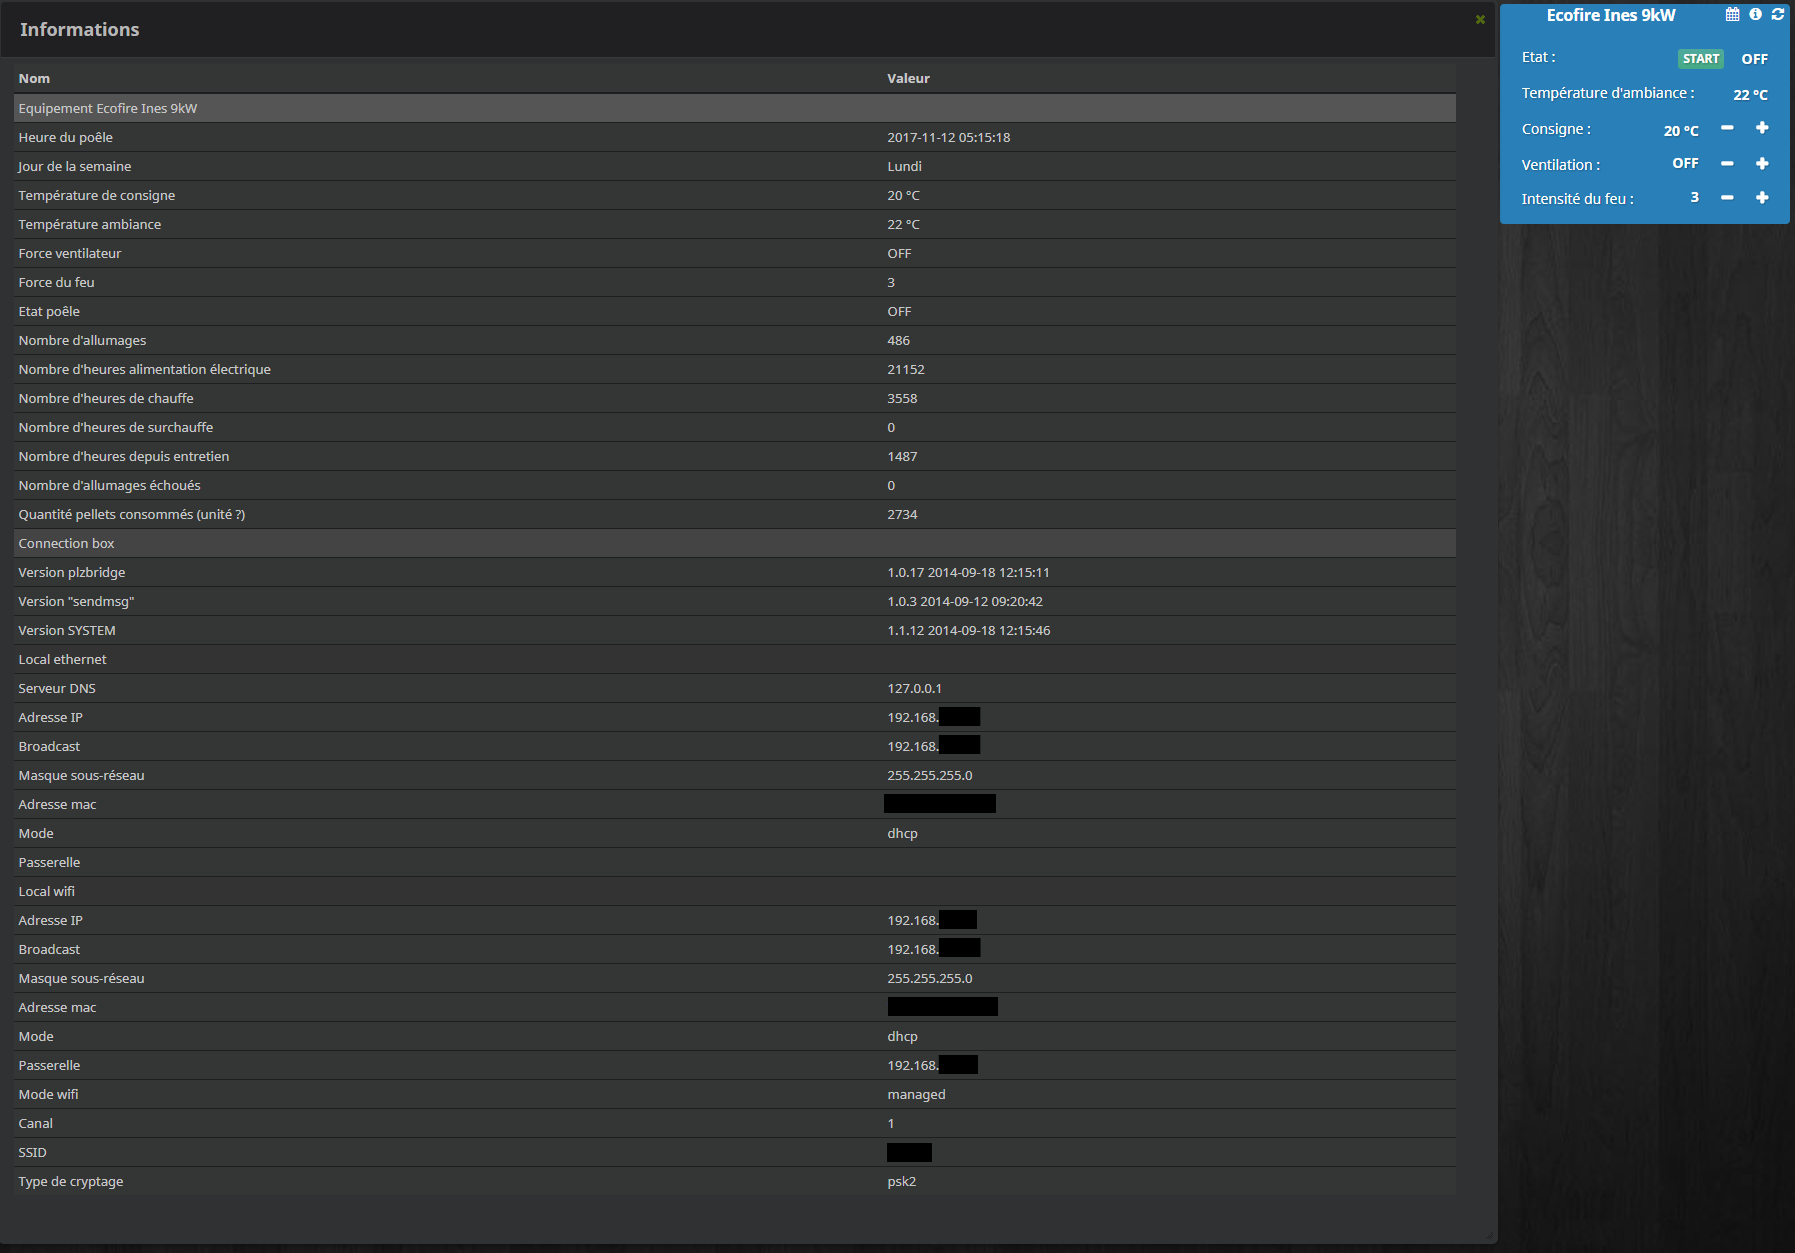 Informations
Nom Valeur
Equipement Ecofire Ines 9kW
Heure du poêle 2017-11-12 05:15:18
Jour de la semaine Lundi
Température de consigne 20 °C
Température ambiance 22 °C
Force ventilateur OFF
Force du feu 3
Etat poêle OFF
Nombre d'allumages 486
Nombre d'heures alimentation électrique 21152
Nombre d'heures de chauffe 3558
Nombre d'heures de surchauffe 0
Nombre d'heures depuis entretien 1487
Nombre d'allumages échoués 0
Quantité pellets consommés (unité ?) 2734
Connection box
Version plzbridge 1.0.17 2014-09-18 12:15:11
Version "sendmsg" 1.0.3 2014-09-12 09:20:42
Version SYSTEM 1.1.12 2014-09-18 12:15:46
Local ethernet
Serveur DNS 127.0.0.1
Adresse IP 192.168.
Broadcast 192.168.
Masque sous-réseau 255.255.255.0
Adresse mac
Mode dhcp
Passerelle
Local wifi
Adresse IP 192.168.
Broadcast 192.168.
Masque sous-réseau 255.255.255.0
Adresse mac
Mode dhcp
Passerelle 192.168.
Mode wifi managed
Canal 1
SSID
Type de cryptage psk2
Ecofire Ines 9kW
Etat : START OFF
Température d'ambiance : 22 °C
Consigne : 20 °C
Ventilation : OFF
Intensité du feu : 3